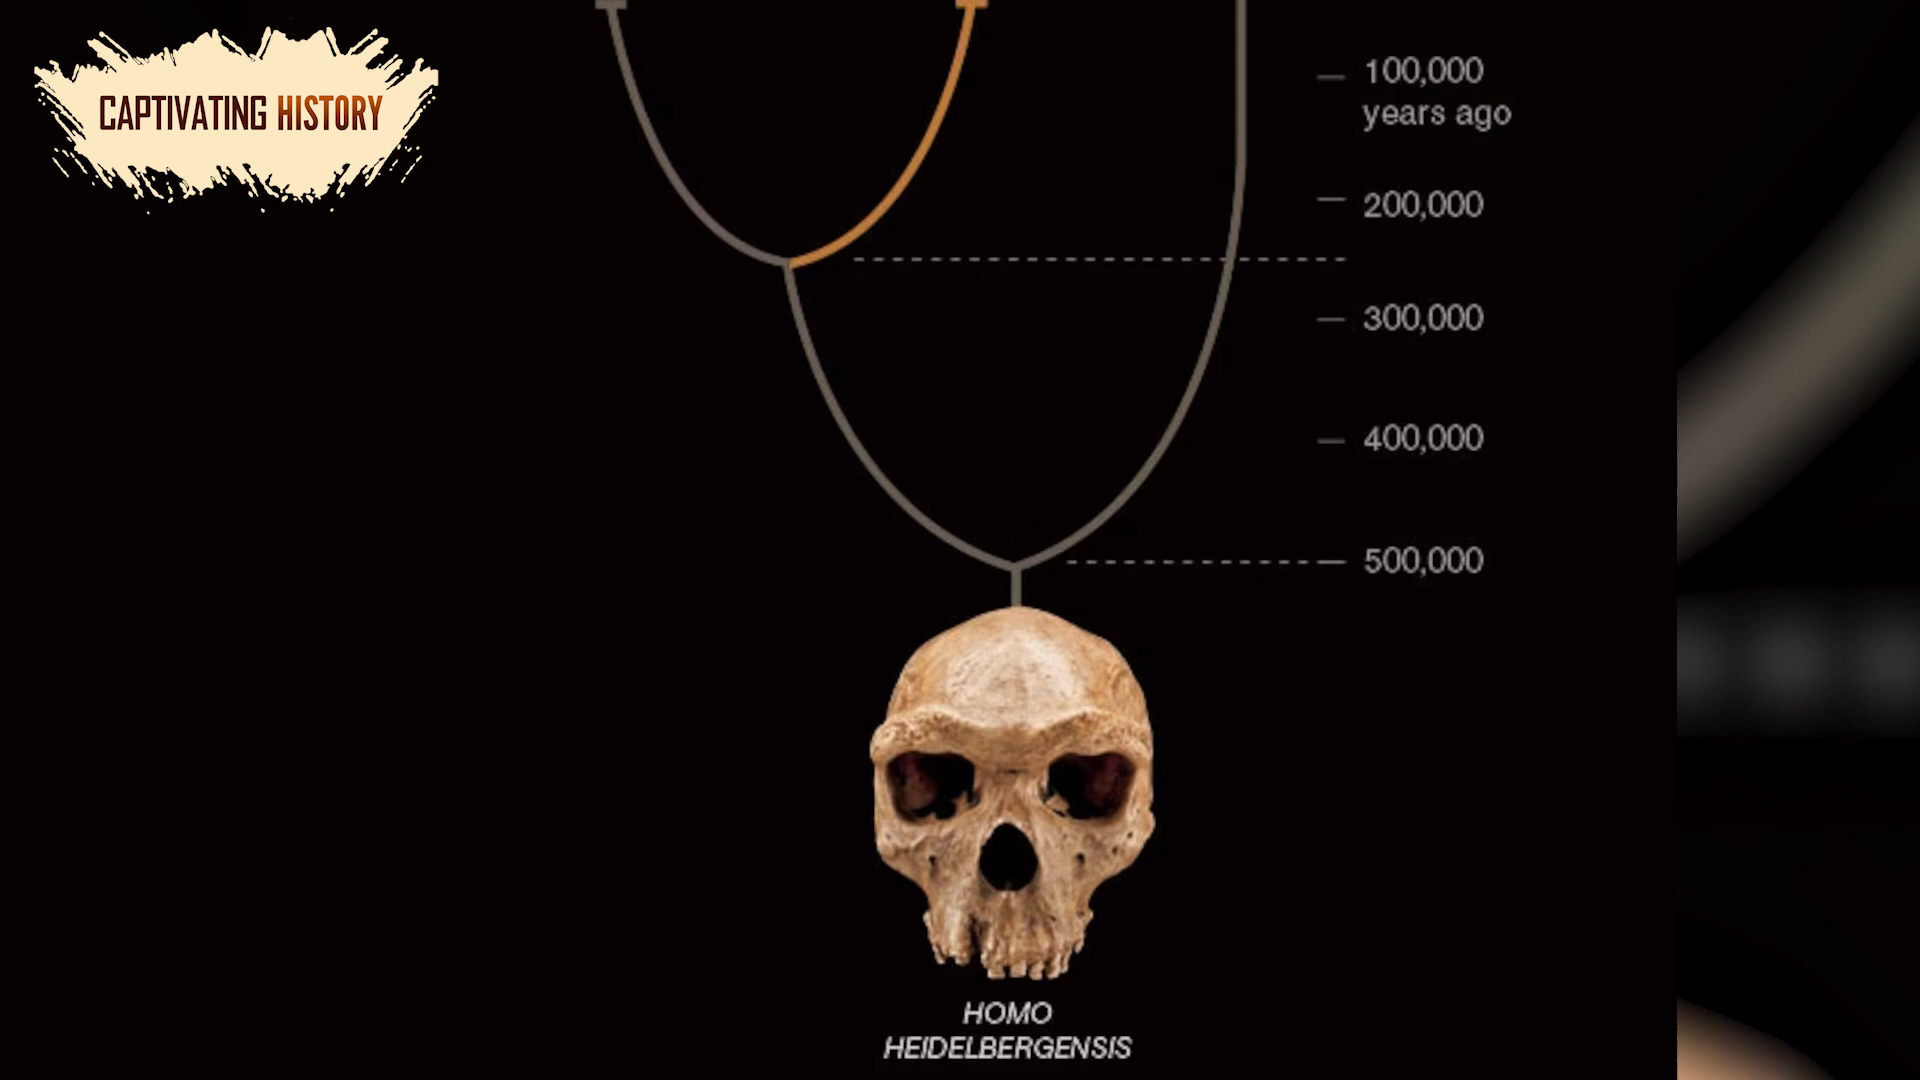 CAPTIVATING HISTORY
100,000
years ago
200,000
300,000
400,000
500,000
HOMO
HEIDELBERGENSIS